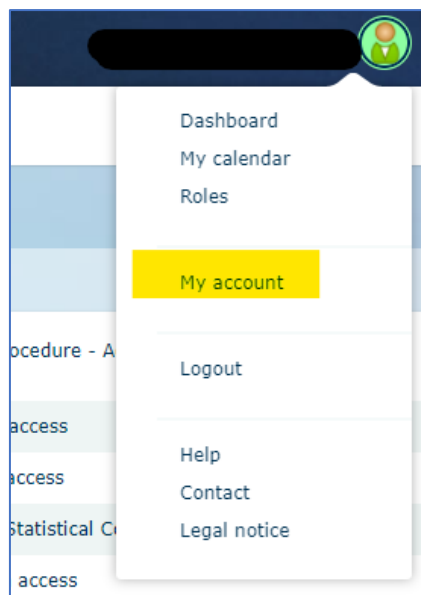 Dashboard
My calendar
Roles
My account
ocedure - A
Logout
access
Help
access
Contact
Statistical Co
Legal notice
access